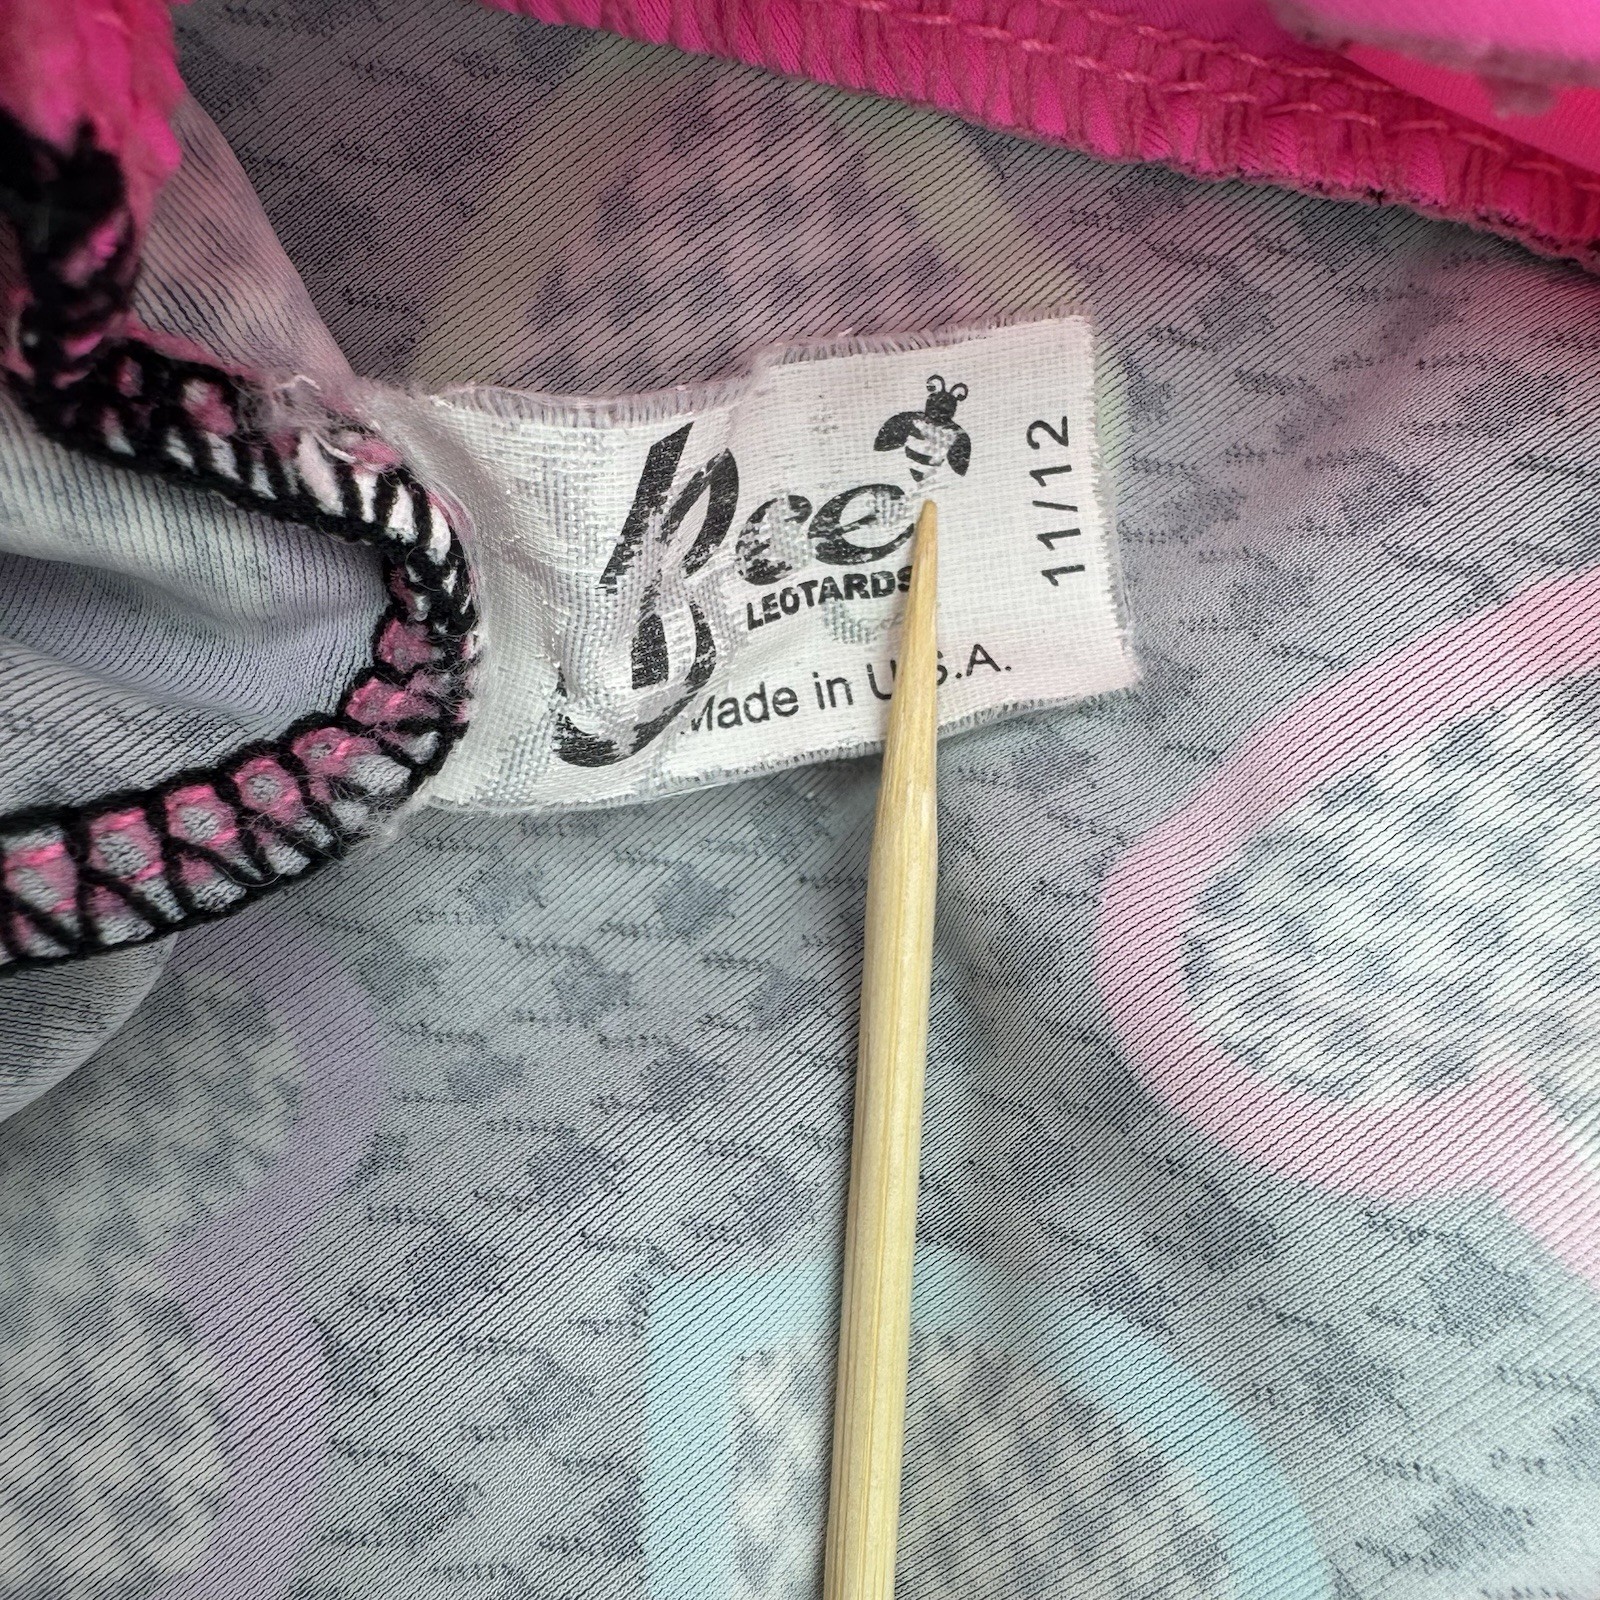 Bee
LEOTARDS
Made in U.S.A.
11/12